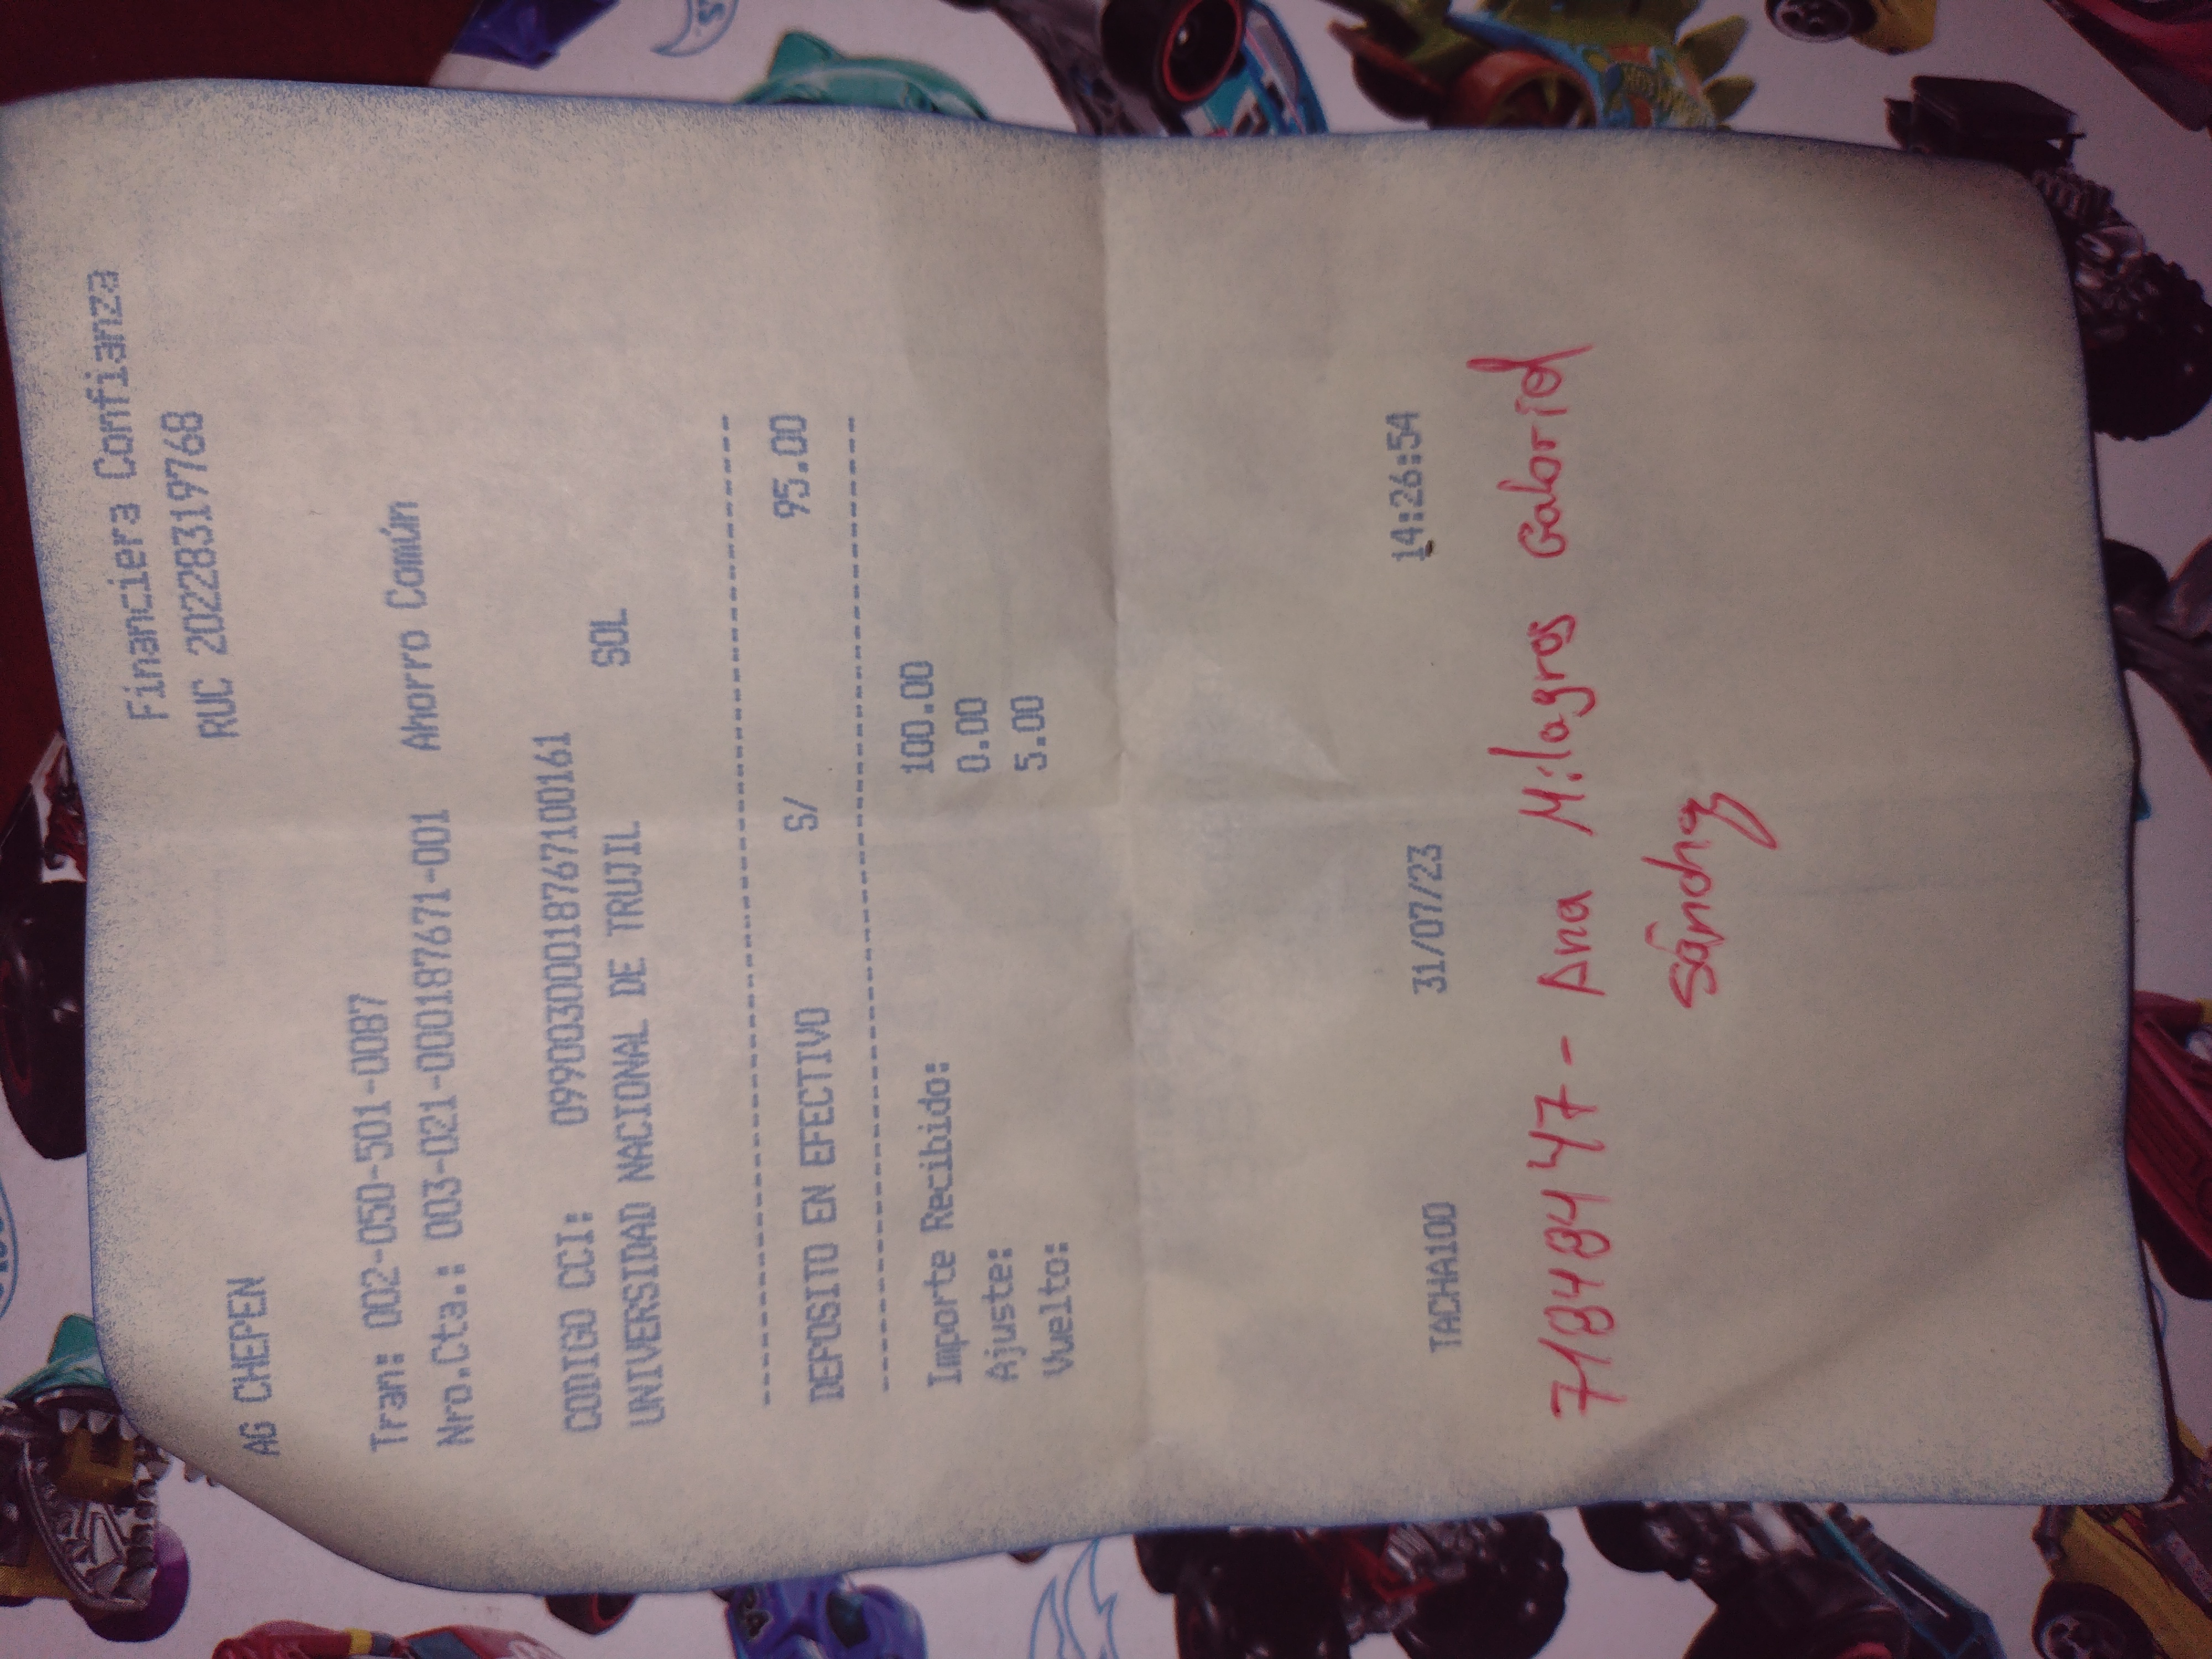 Financiera Confianza
RUC 20228319768
AG CHEPEN
Tran: 002-050-501-0087
Nro.Cta.: 003-021-000187671-001 Ahorro Común
CODIGO CCI: 09900300018767100161
UNIVERSIDAD NACIONAL DE TRUJIL SOL
DEPOSITO EN EFECTIVO S/ 95.00
Importe Recibido: 100.00
Ajuste: 0.00
Vuelto: 5.00
TACHA100 31/07/23 14:26:54
71848447 - Ana Milagros Gabriel
Sánchez